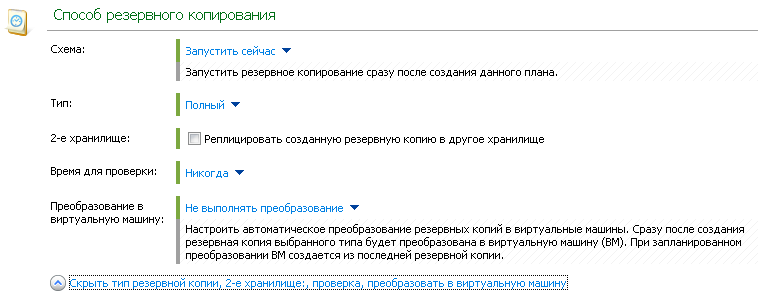 Способ резервного копирования
Схема: Запустить сейчас
Запустить резервное копирование сразу после создания данного плана.
Тип: Полный
2-е хранилище: Реплицировать созданную резервную копию в другое хранилище
Время для проверки: Никогда
Преобразование в виртуальную машину: Не выполнять преобразование
Настроить автоматическое преобразование резервных копий в виртуальные машины. Сразу после создания
резервная копия выбранного типа будет преобразована в виртуальную машину (ВМ). При запланированном
преобразовании ВМ создается из последней резервной копии.
Скрыть тип резервной копии, 2-е хранилище:, проверка, преобразовать в виртуальную машину